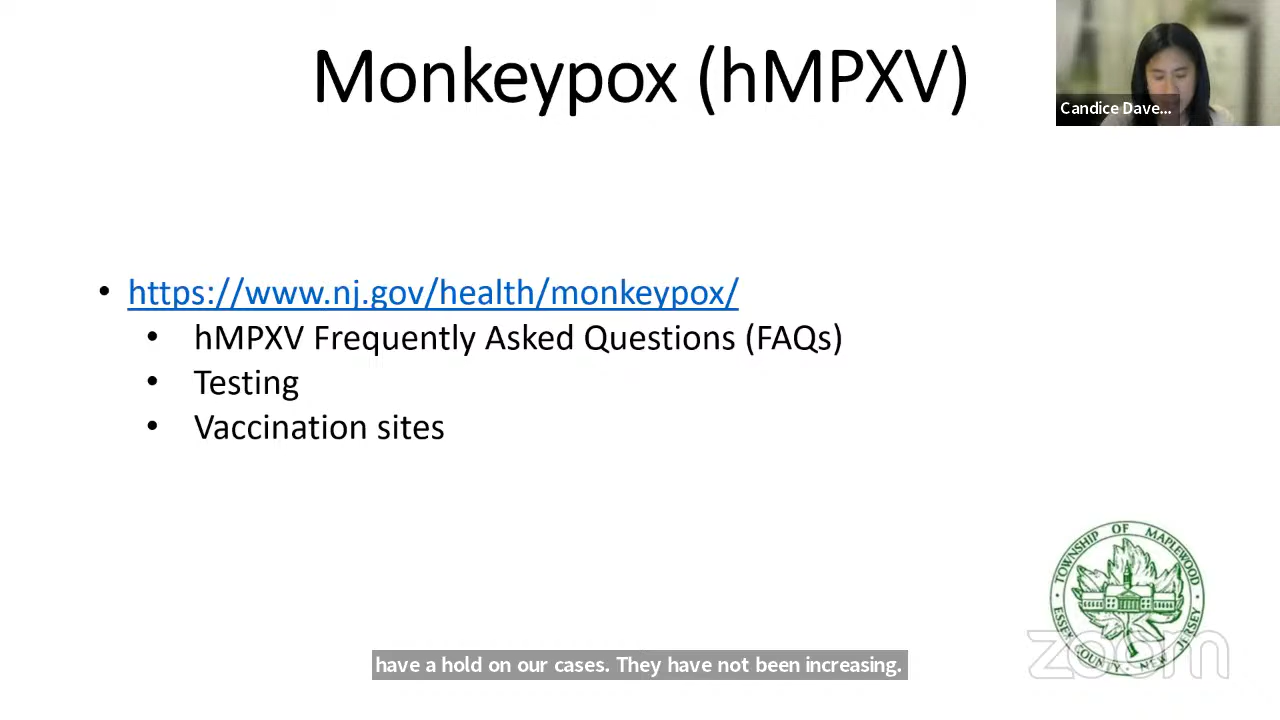 Monkeypox (hMPXV)
Candice Dave...
• https://www.nj.gov/health/monkeypox/
• hMPXV Frequently Asked Questions (FAQs)
• Testing
• Vaccination sites
TOWNSHIP OF MAPLEWOOD
ESSEX COUNTY • NEW JERSEY
zoom
have a hold on our cases. They have not been increasing.